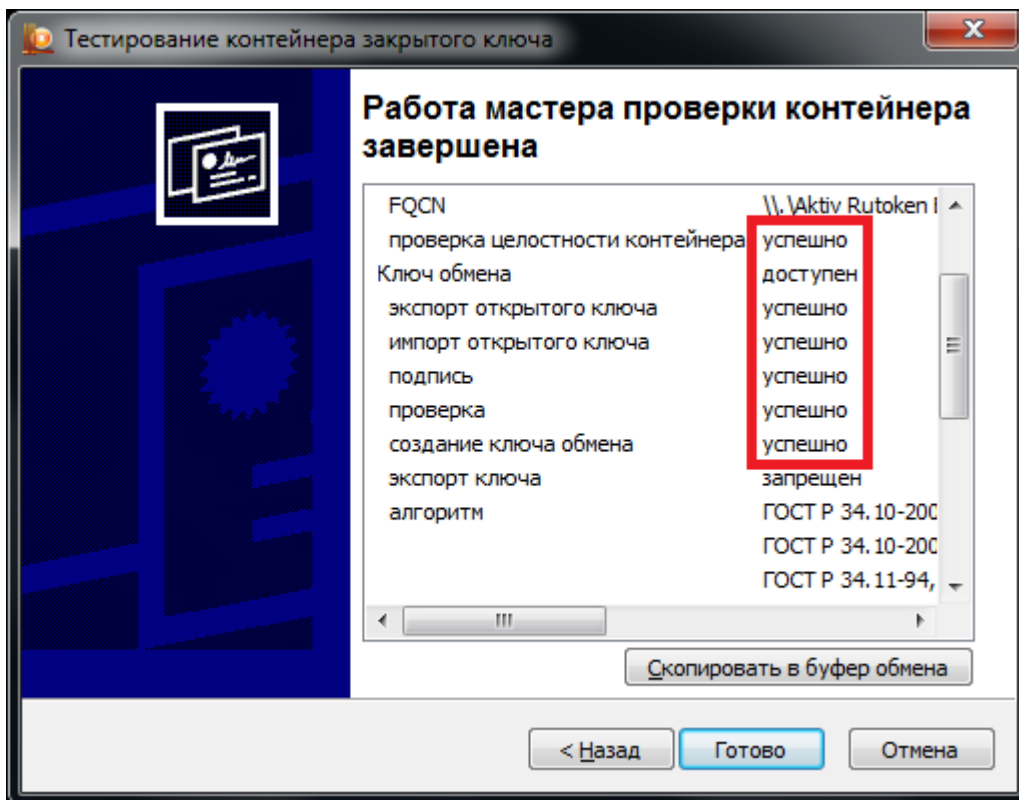 Тестирование контейнера закрытого ключа
Работа мастера проверки контейнера
завершена
FQCN \\.\Aktiv Rutoken
проверка целостности контейнера успешно
Ключ обмена доступен
экспорт открытого ключа успешно
импорт открытого ключа успешно
подпись успешно
проверка успешно
создание ключа обмена успешно
экспорт ключа запрещен
алгоритм ГОСТ Р 34.10-200
ГОСТ Р 34.10-200
ГОСТ Р 34.11-94,
Скопировать в буфер обмена
< Назад Готово Отмена